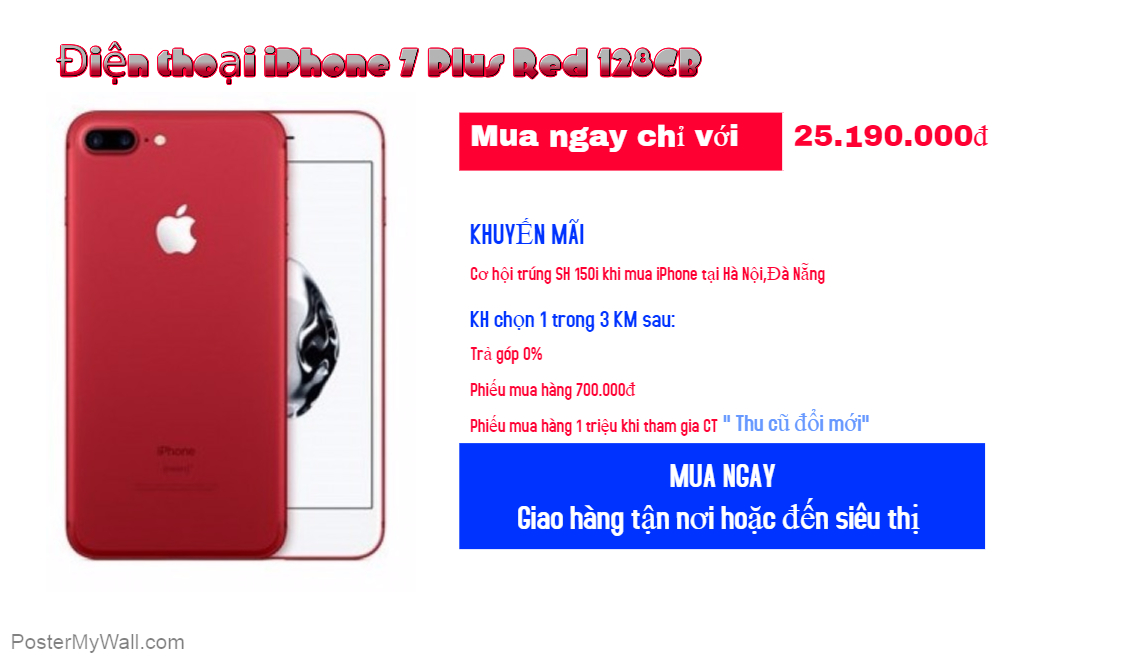 Điện thoại iPhone 7 Plus Red 128GB
Mua ngay chỉ với 25.190.000đ
KHUYẾN MÃI
Cơ hội trúng SH 150i khi mua iPhone tại Hà Nội,Đà Nẵng
KH chọn 1 trong 3 KM sau:
Trả góp 0%
Phiếu mua hàng 700.000đ
Phiếu mua hàng 1 triệu khi tham gia CT " Thu cũ đổi mới"
iPhone
MUA NGAY
Giao hàng tận nơi hoặc đến siêu thị
PosterMyWall.com